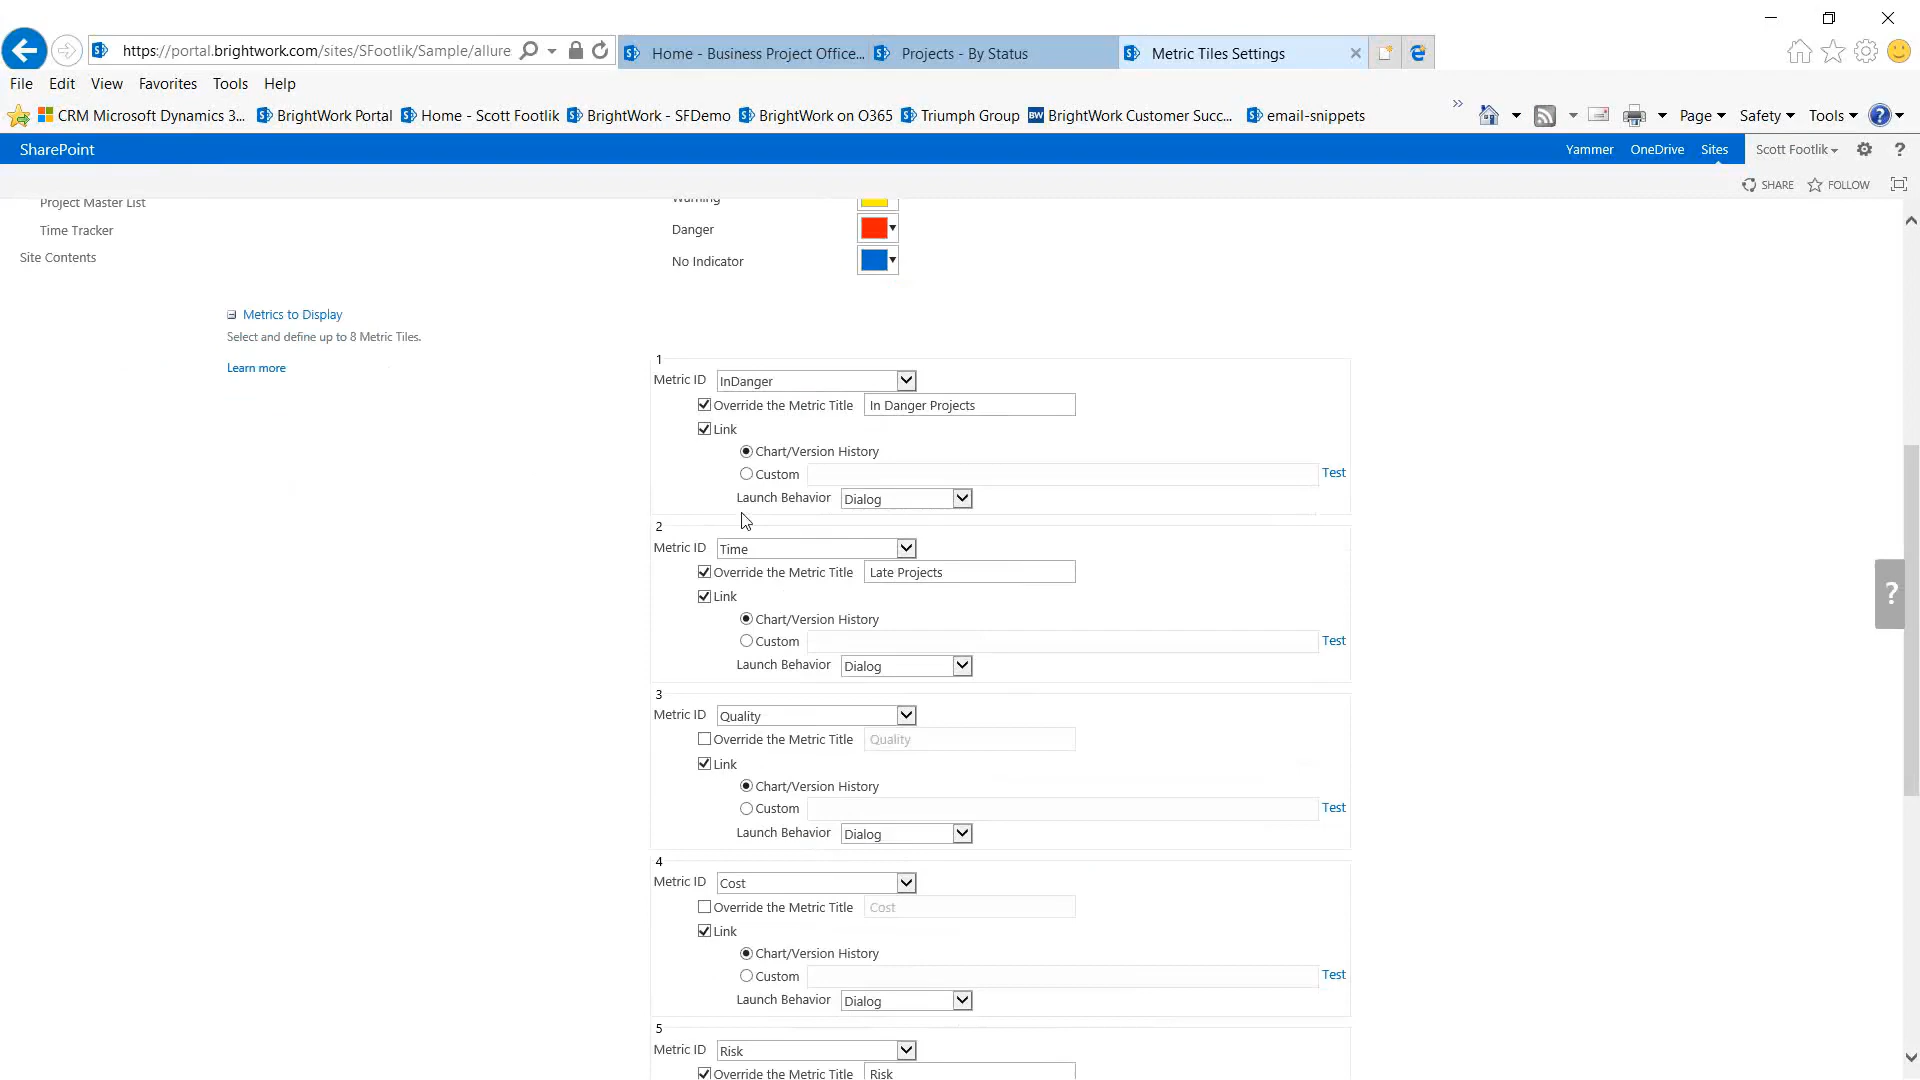 https://portal.brightwork.com/sites/SFootlik/Sample/allure
Home - Business Project Office...
Projects - By Status
Metric Tiles Settings
File Edit View Favorites Tools Help
CRM Microsoft Dynamics 3... BrightWork Portal Home - Scott Footlik BrightWork - SFDemo BrightWork on O365 Triumph Group BW BrightWork Customer Succ... email-snippets
Page Safety Tools
SharePoint
Yammer OneDrive Sites Scott Footlik ?
SHARE FOLLOW
Project Master List
Time Tracker
Site Contents
Warning
Danger
No Indicator
Metrics to Display
Select and define up to 8 Metric Tiles.
Learn more
1
Metric ID InDanger
Override the Metric Title In Danger Projects
Link
Chart/Version History
Custom Test
Launch Behavior Dialog
2
Metric ID Time
Override the Metric Title Late Projects
Link
Chart/Version History
Custom Test
Launch Behavior Dialog
?
3
Metric ID Quality
Override the Metric Title Quality
Link
Chart/Version History
Custom Test
Launch Behavior Dialog
4
Metric ID Cost
Override the Metric Title Cost
Link
Chart/Version History
Custom Test
Launch Behavior Dialog
5
Metric ID Risk
Override the Metric Title Risk